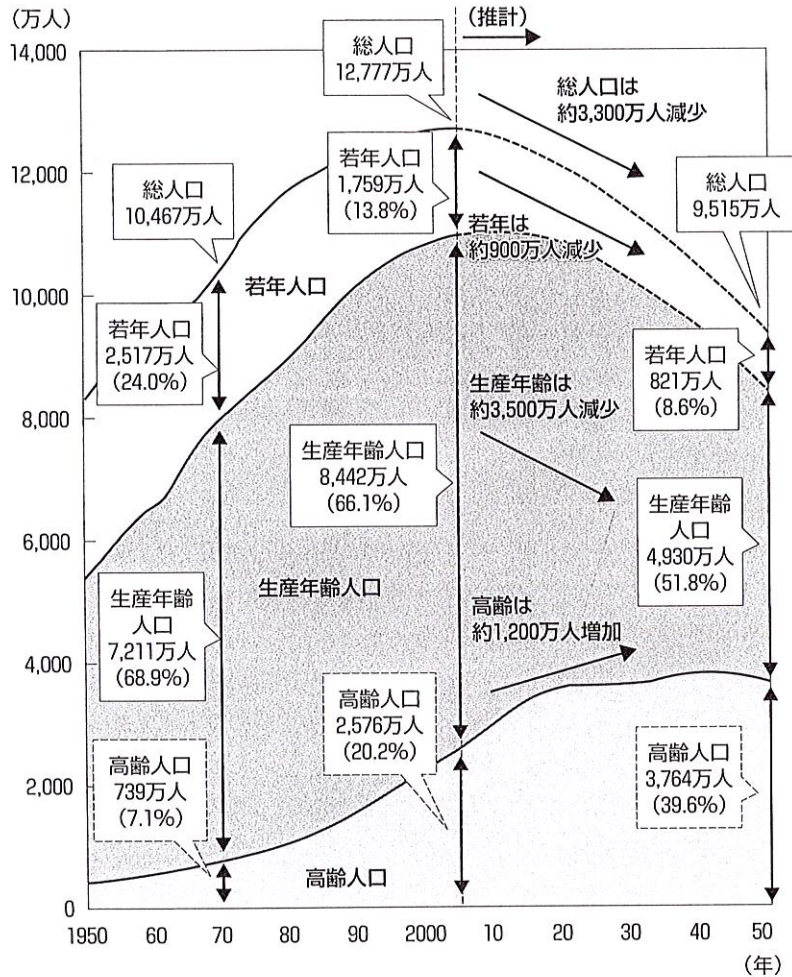 (万人)
14,000
12,000
10,000
8,000
6,000
4,000
2,000
0
(推計)
総人口
12,777万人
総人口は
約3,300万人減少
若年人口
1,759万人
(13.8%)
総人口
10,467万人
総人口
9,515万人
若年は
約900万人減少
若年人口
若年人口
2,517万人
(24.0%)
若年人口
821万人
(8.6%)
生産年齢は
約3,500万人減少
生産年齢人口
8,442万人
(66.1%)
生産年齢
人口
4,930万人
(51.8%)
生産年齢
人口
7,211万人
(68.9%)
生産年齢人口
高齢は
約1,200万人増加
高齢人口
2,576万人
(20.2%)
高齢人口
739万人
(7.1%)
高齢人口
3,764万人
(39.6%)
高齢人口
1950 60 70 80 90 2000 10 20 30 40 50
(年)